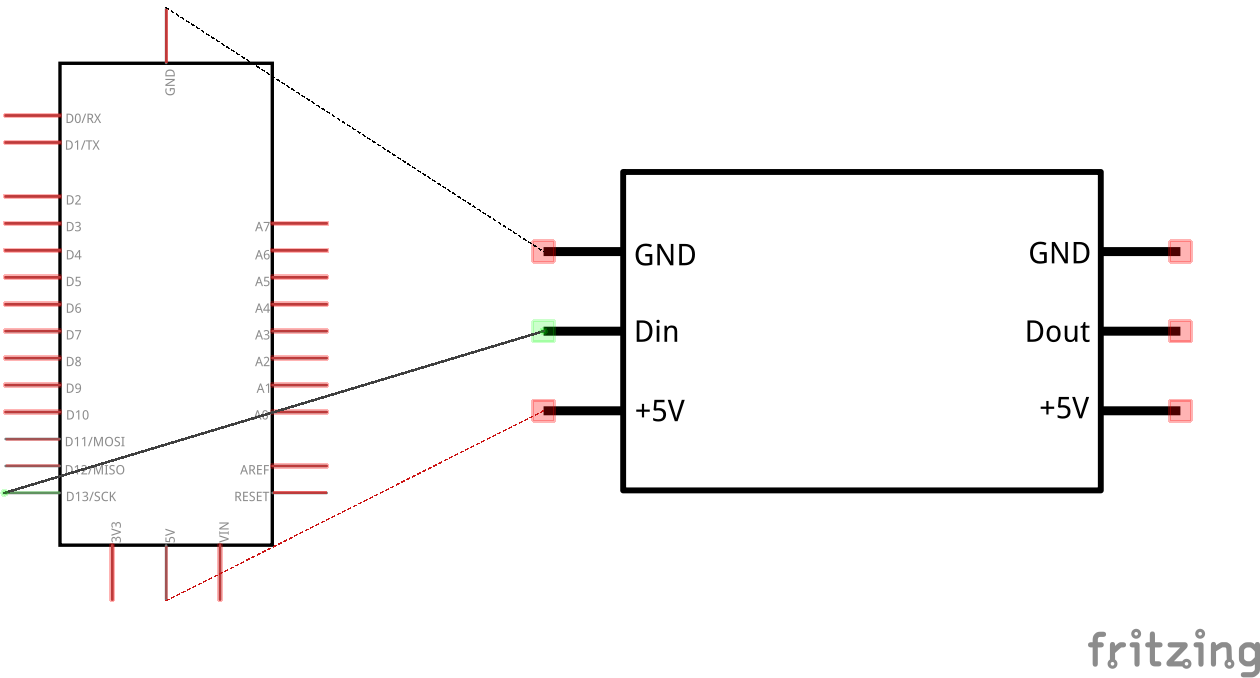 GND
D0/RX
D1/TX
D2
D3
D4
D5
D6
D7
D8
D9
D10
D11/MOSI
D12/MISO
D13/SCK
A7
A6
A5
A4
A3
A2
A1
A0
AREF
RESET
3V3
5V
VIN
GND
Din
+5V
GND
Dout
+5V
fritzing